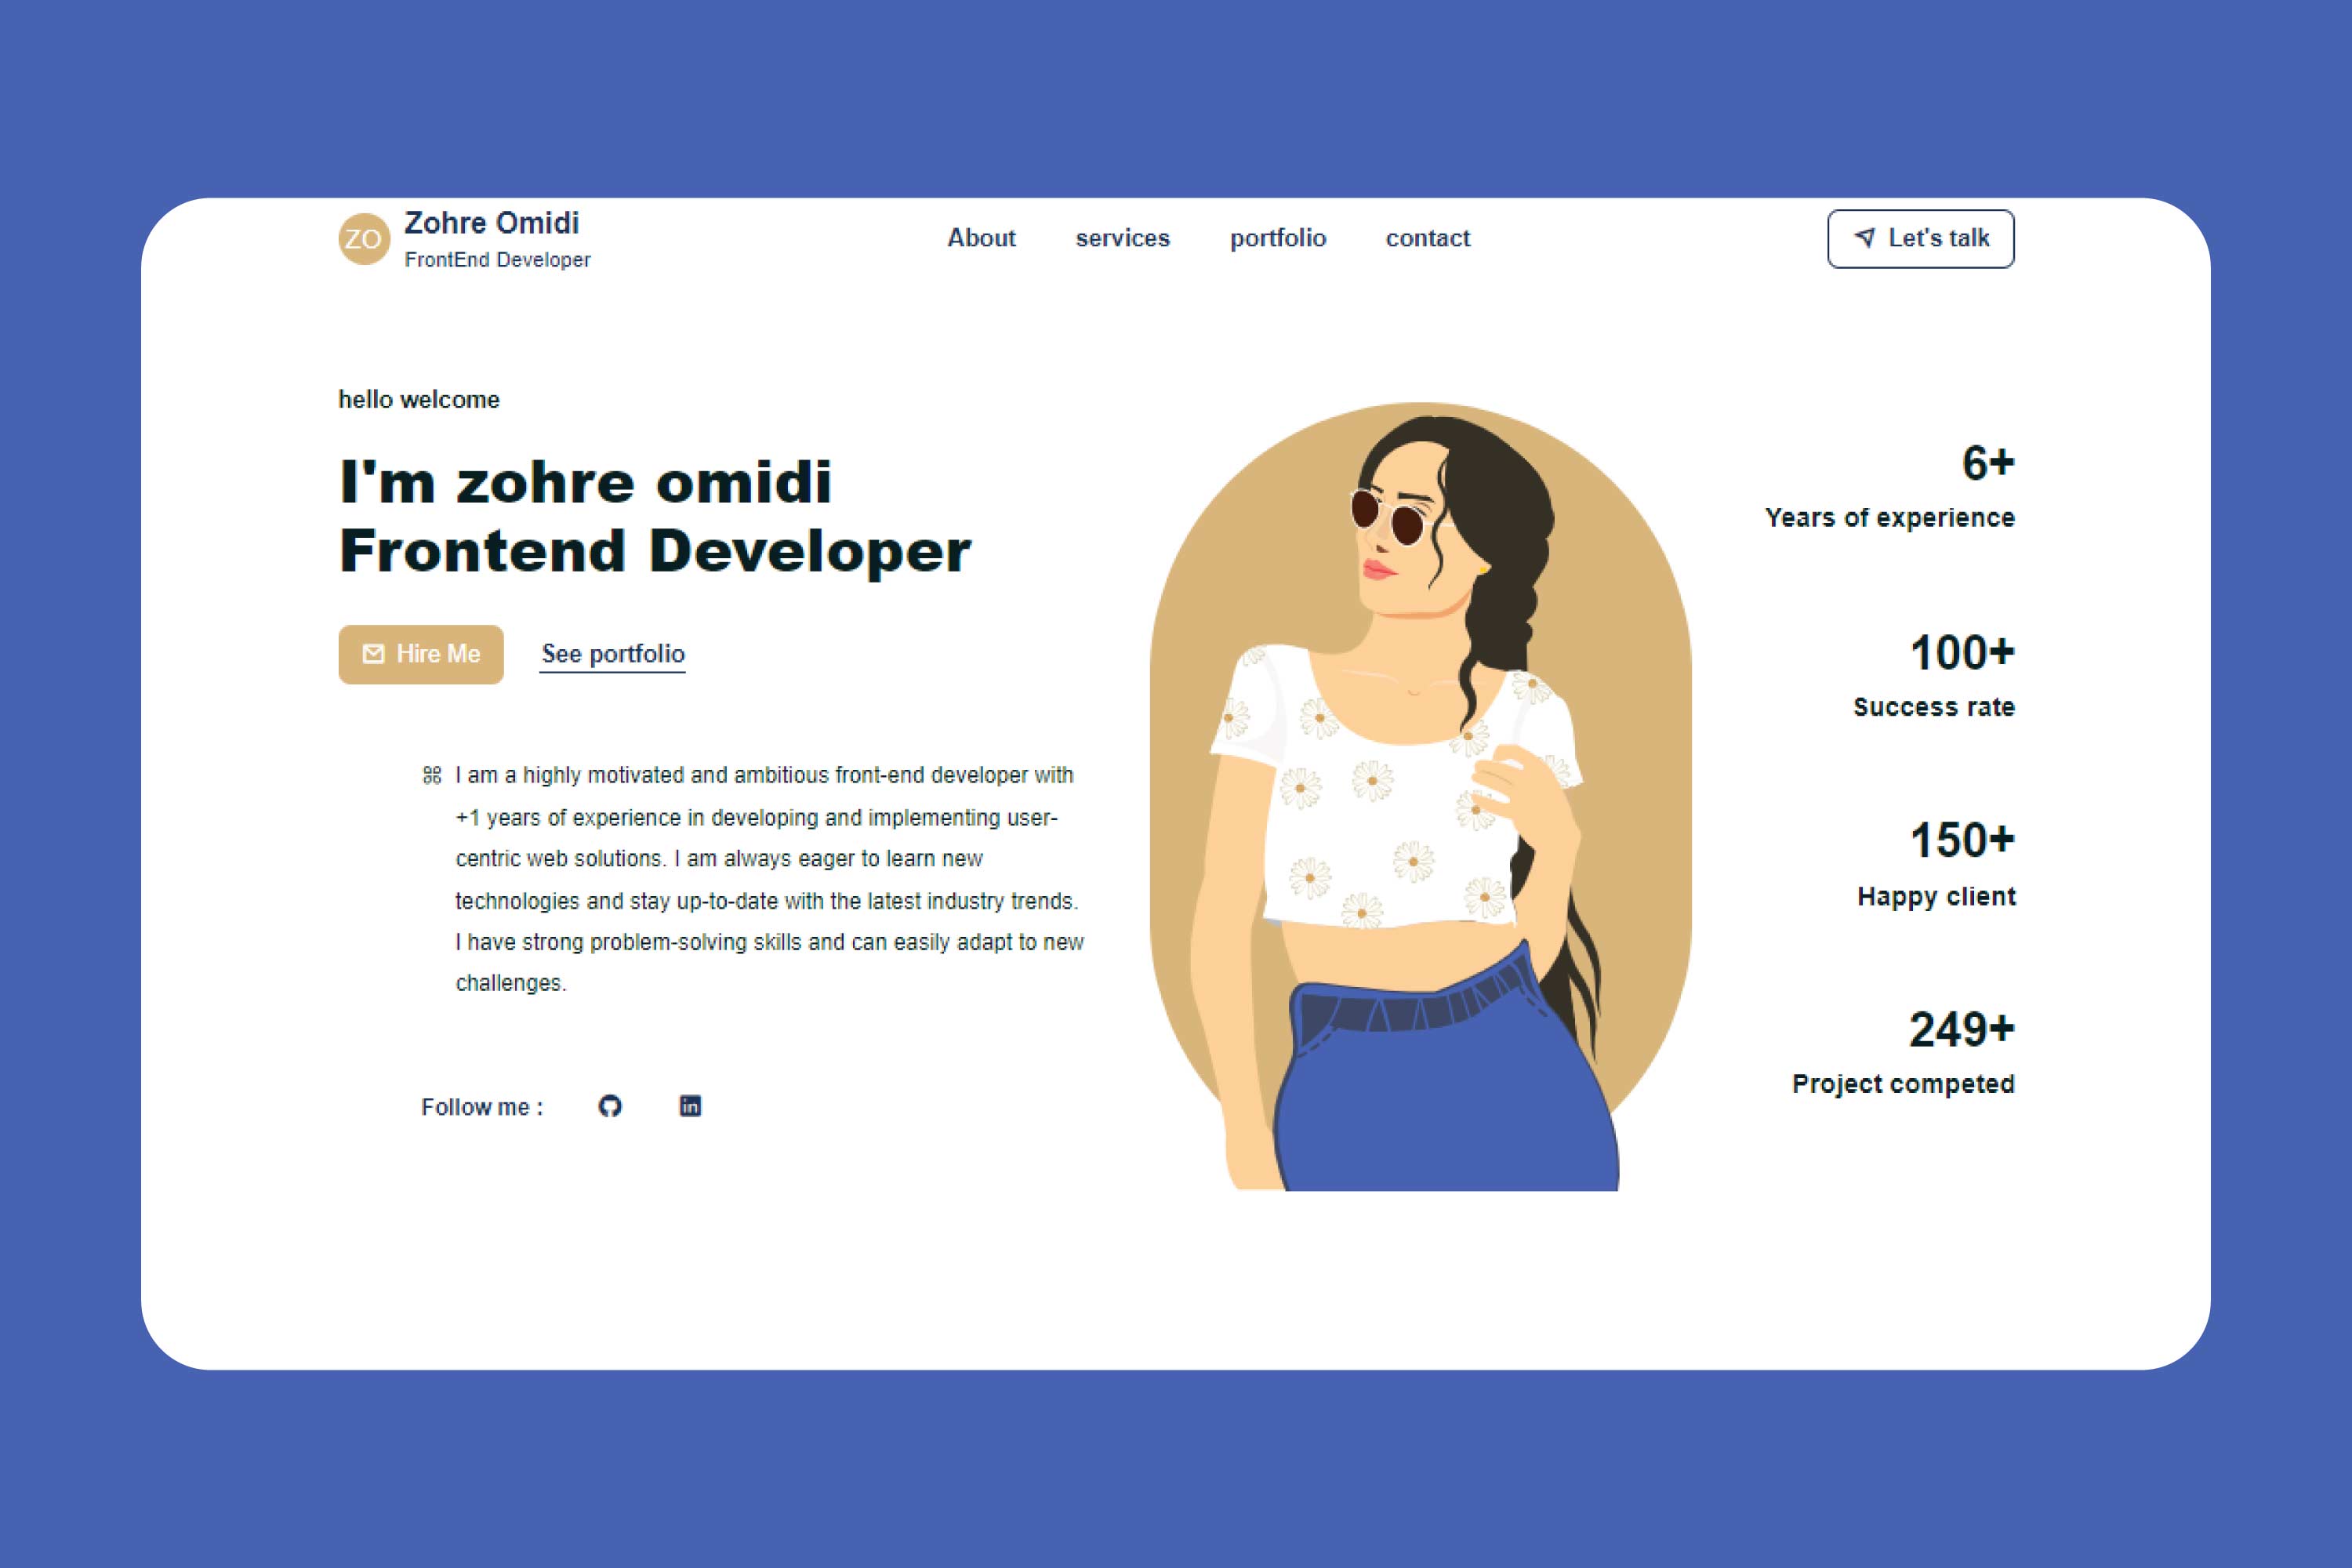 ZO
Zohre Omidi
FrontEnd Developer
About services portfolio contact
Let's talk
hello welcome
I'm zohre omidi
Frontend Developer
Hire Me
See portfolio
I am a highly motivated and ambitious front-end developer with
+1 years of experience in developing and implementing user-
centric web solutions. I am always eager to learn new
technologies and stay up-to-date with the latest industry trends.
I have strong problem-solving skills and can easily adapt to new
challenges.
Follow me :
in
6+
Years of experience
100+
Success rate
150+
Happy client
249+
Project competed